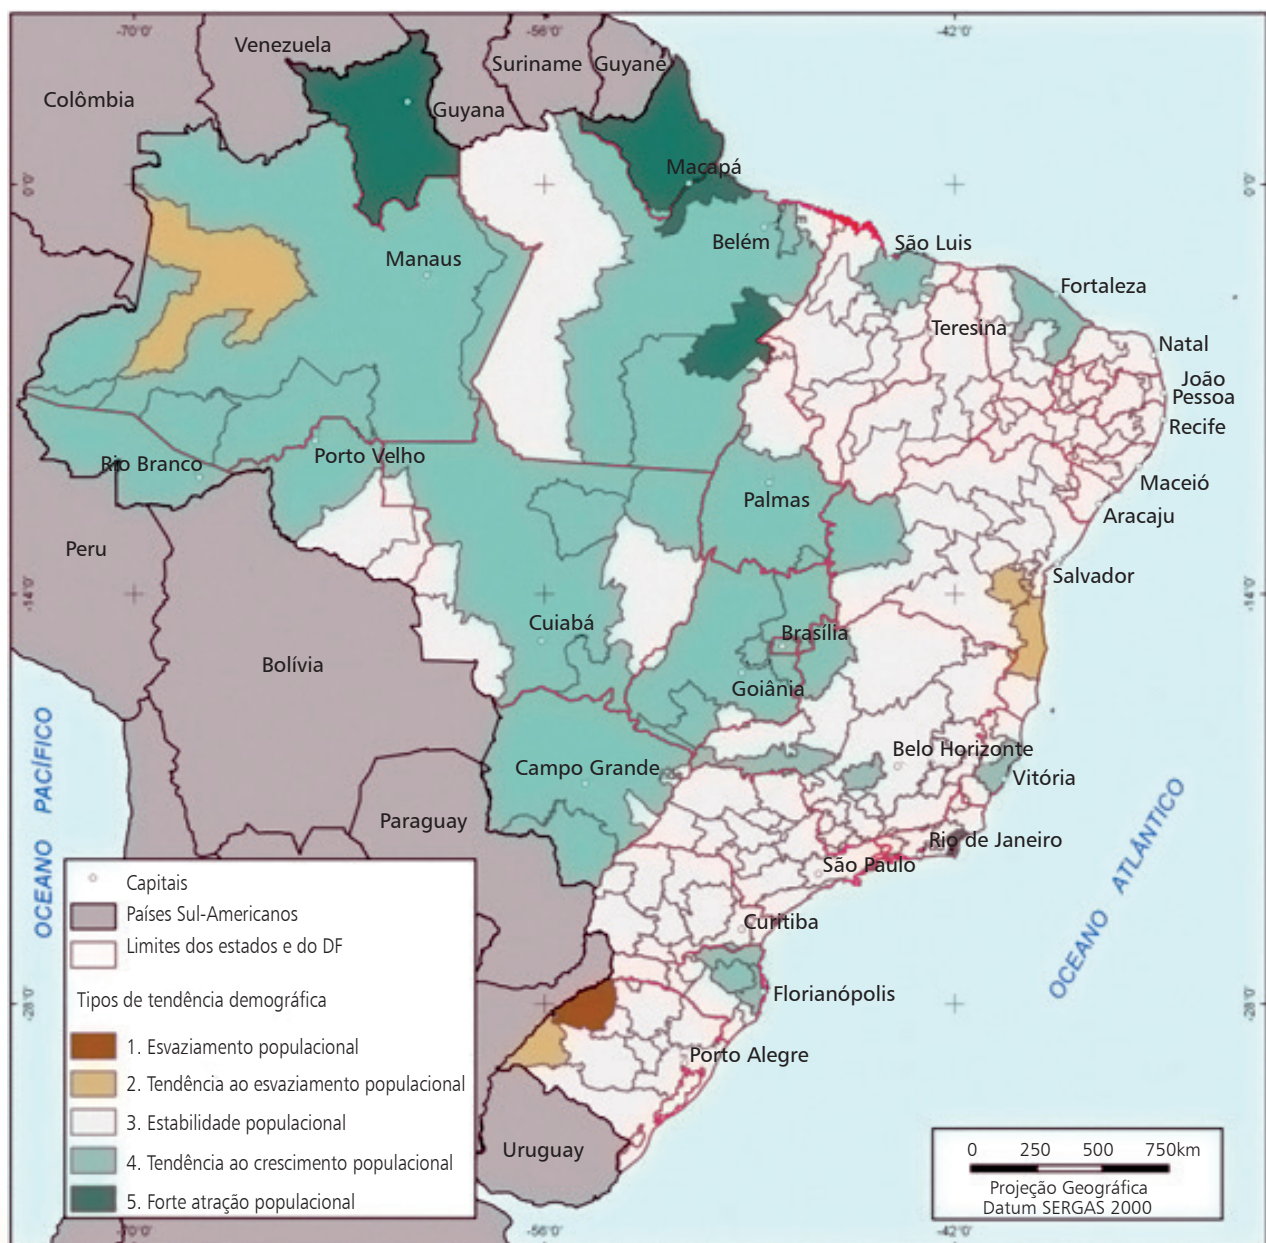 -70°0'
-56°0'
-42°0'
Venezuela
Suriname
Guyane
Colômbia
Guyana
Macapá
0°0'
0°0'
Belém
São Luis
Manaus
Fortaleza
Teresina
Natal
João
Pessoa
Recife
Rio Branco
Porto Velho
Maceió
Palmas
Aracaju
Peru
Salvador
-14°0'
-14°0'
Cuiabá
Brasília
Bolívia
Goiânia
OCEANO PACÍFICO
Belo Horizonte
Campo Grande
Vitória
Paraguay
Rio de Janeiro
São Paulo
OCEANO ATLÂNTICO
Curitiba
Florianópolis
-28°0'
-28°0'
Porto Alegre
Uruguay
Capitais
Países Sul-Americanos
Limites dos estados e do DF
Tipos de tendência demográfica
1. Esvaziamento populacional
2. Tendência ao esvaziamento populacional
3. Estabilidade populacional
4. Tendência ao crescimento populacional
5. Forte atração populacional
0 250 500 750km
Projeção Geográfica
Datum SERGAS 2000
-70°0'
-56°0'
-42°0'